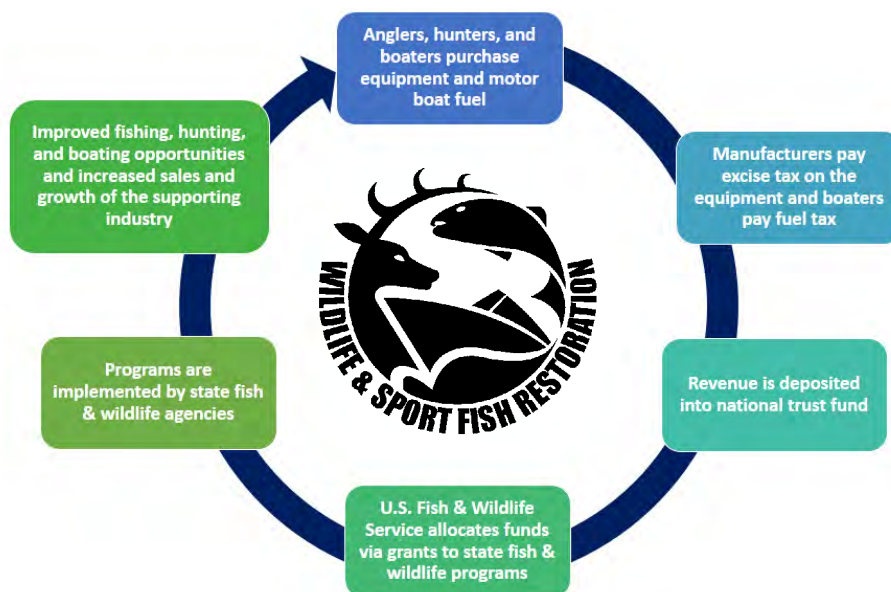 Anglers, hunters, and
boaters purchase
equipment and motor
boat fuel
Manufacturers pay
excise tax on the
equipment and boaters
pay fuel tax
Revenue is deposited
into national trust fund
U.S. Fish & Wildlife
Service allocates funds
via grants to state fish &
wildlife programs
Programs are
implemented by state fish
& wildlife agencies
Improved fishing, hunting,
and boating opportunities
and increased sales and
growth of the supporting
industry
WILDLIFE & SPORT FISH RESTORATION